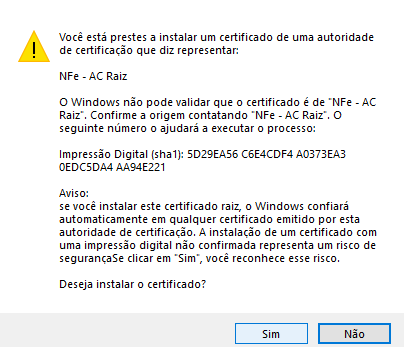 Você está prestes a instalar um certificado de uma autoridade
de certificação que diz representar:
NFe - AC Raiz
O Windows não pode validar que o certificado é de "NFe - AC
Raiz". Confirme a origem contatando "NFe - AC Raiz". O
seguinte número o ajudará a executar o processo:
Impressão Digital (sha1): 5D29EA56 C6E4CDF4 A0373EA3
0EDC5DA4 AA94E221
Aviso:
se você instalar este certificado raiz, o Windows confiará
automaticamente em qualquer certificado emitido por esta
autoridade de certificação. A instalação de um certificado com
uma impressão digital não confirmada representa um risco de
segurançaSe clicar em "Sim", você reconhece esse risco.
Deseja instalar o certificado?
Sim
Não